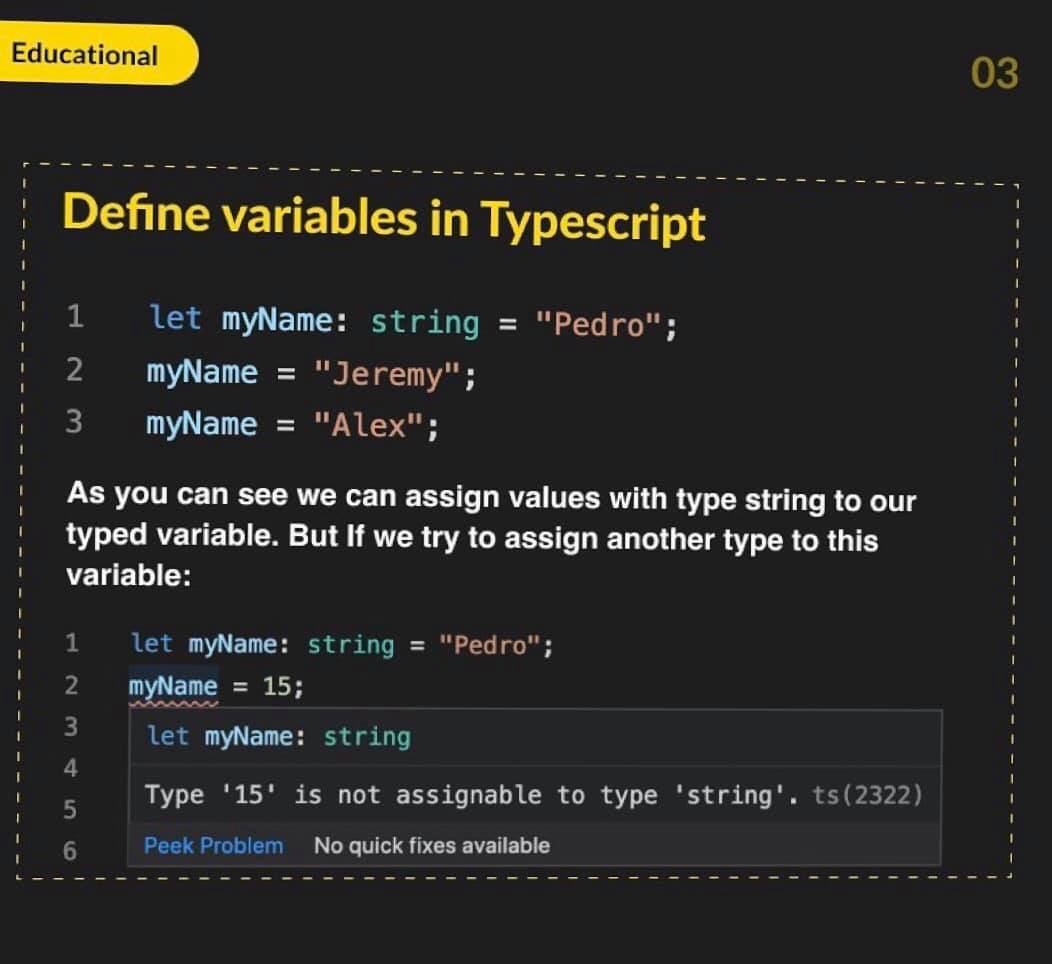 Educational
03
Define variables in Typescript
1 let myName: string = "Pedro";
2 myName = "Jeremy";
3 myName = "Alex";
As you can see we can assign values with type string to our
typed variable. But If we try to assign another type to this
variable:
1 let myName: string = "Pedro";
2 myName = 15;
3 let myName: string
4
Type '15' is not assignable to type 'string'. ts(2322)
5
6 Peek Problem No quick fixes available